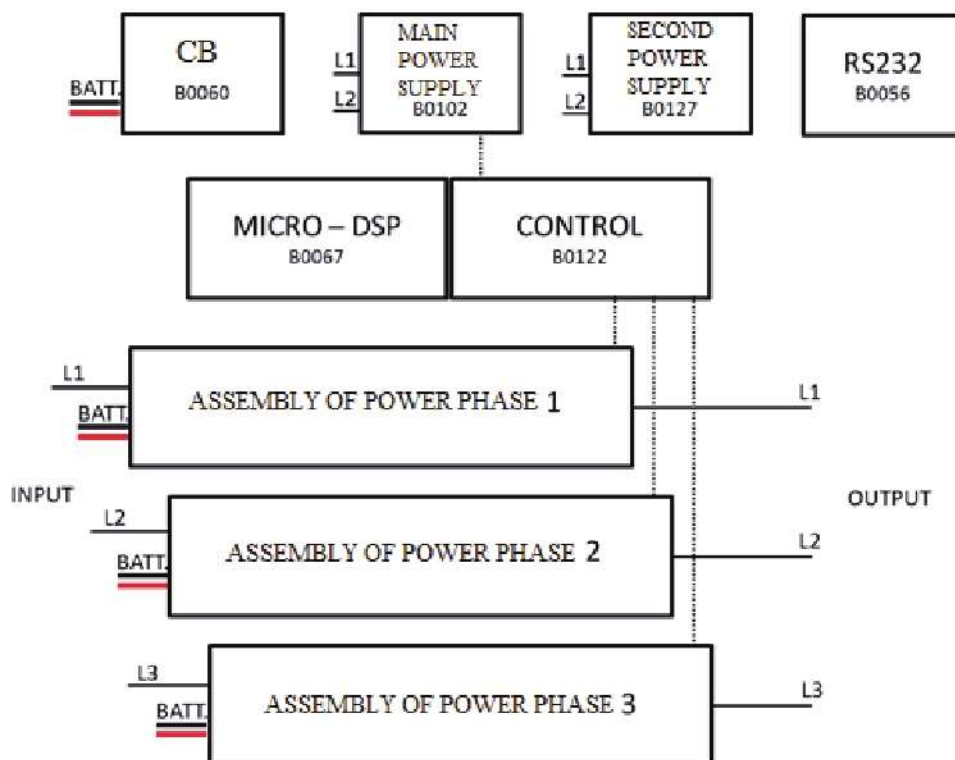 CB
B0060
BATT.
MAIN
POWER
SUPPLY
B0102
L1
L2
SECOND
POWER
SUPPLY
B0127
L1
L2
RS232
B0056
MICRO – DSP
B0067
CONTROL
B0122
L1
BATT.
ASSEMBLY OF POWER PHASE 1
L1
INPUT
OUTPUT
L2
BATT.
ASSEMBLY OF POWER PHASE 2
L2
L3
BATT.
ASSEMBLY OF POWER PHASE 3
L3